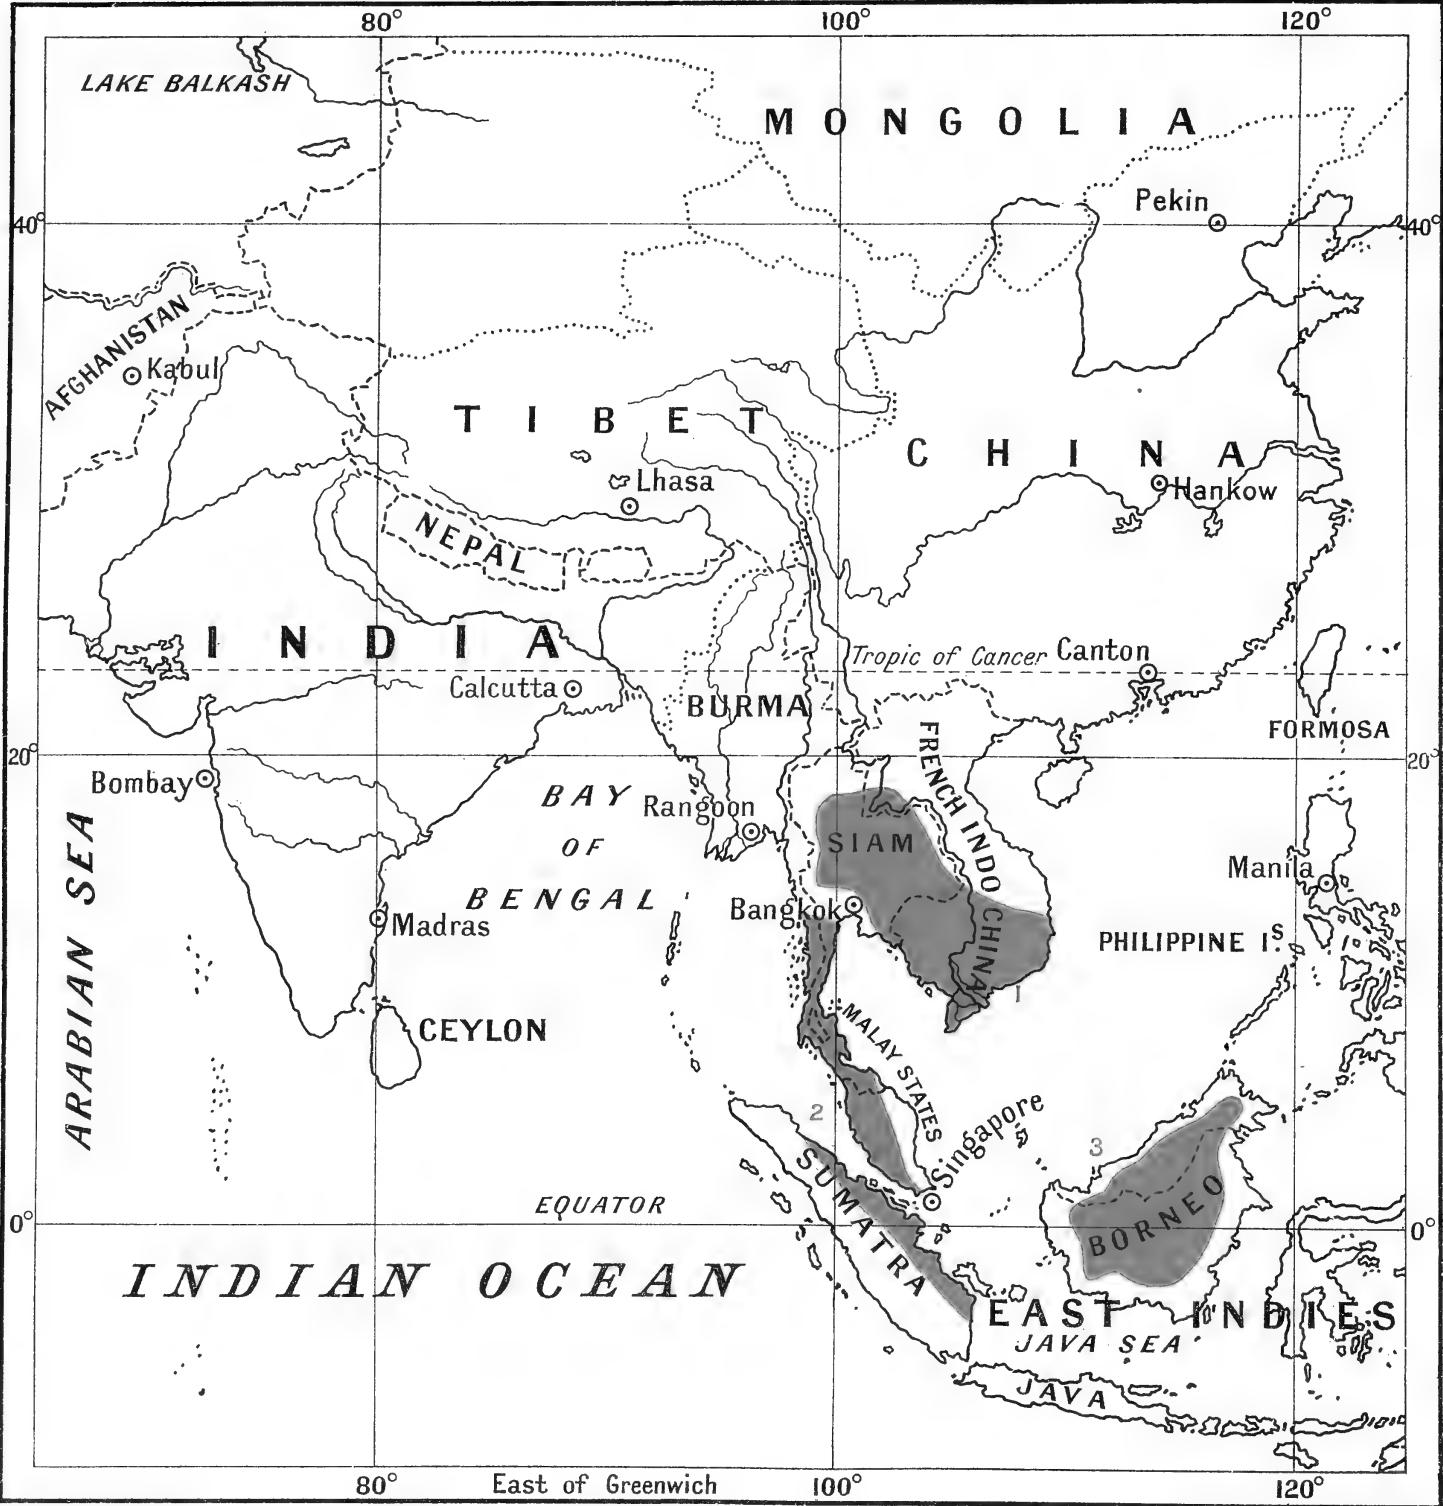 80° 100° 120°
LAKE BALKASH
MONGOLIA
Pekin
40° 40°
AFGHANISTAN
Kabul
TIBET
CHINA
Lhasa
Hankow
NEPAL
INDIA
Tropic of Cancer Canton
Calcutta
BURMA
FORMOSA
FRENCH INDO CHINA
20° 20°
Bombay
BAY
OF
BENGAL
Rangoon
SIAM
Manila
ARABIAN SEA
Bangkok
Madras
PHILIPPINE Iˢ.
1
CEYLON
MALAY STATES
2
Singapore
3
SUMATRA
BORNEO
EQUATOR
0° 0°
INDIAN OCEAN
EAST INDIES
JAVA SEA
JAVA
80° East of Greenwich 100° 120°